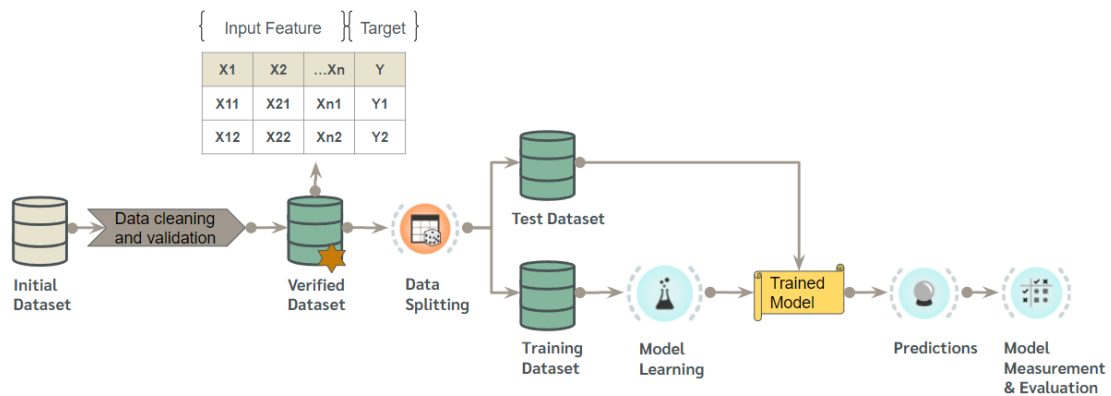 Input Feature Target
X1 X2 ...Xn Y
X11 X21 Xn1 Y1
X12 X22 Xn2 Y2
Data cleaning
and validation
Initial
Dataset
Verified
Dataset
Data
Splitting
Test Dataset
Training
Dataset
Model
Learning
Trained
Model
Predictions
Model
Measurement
& Evaluation